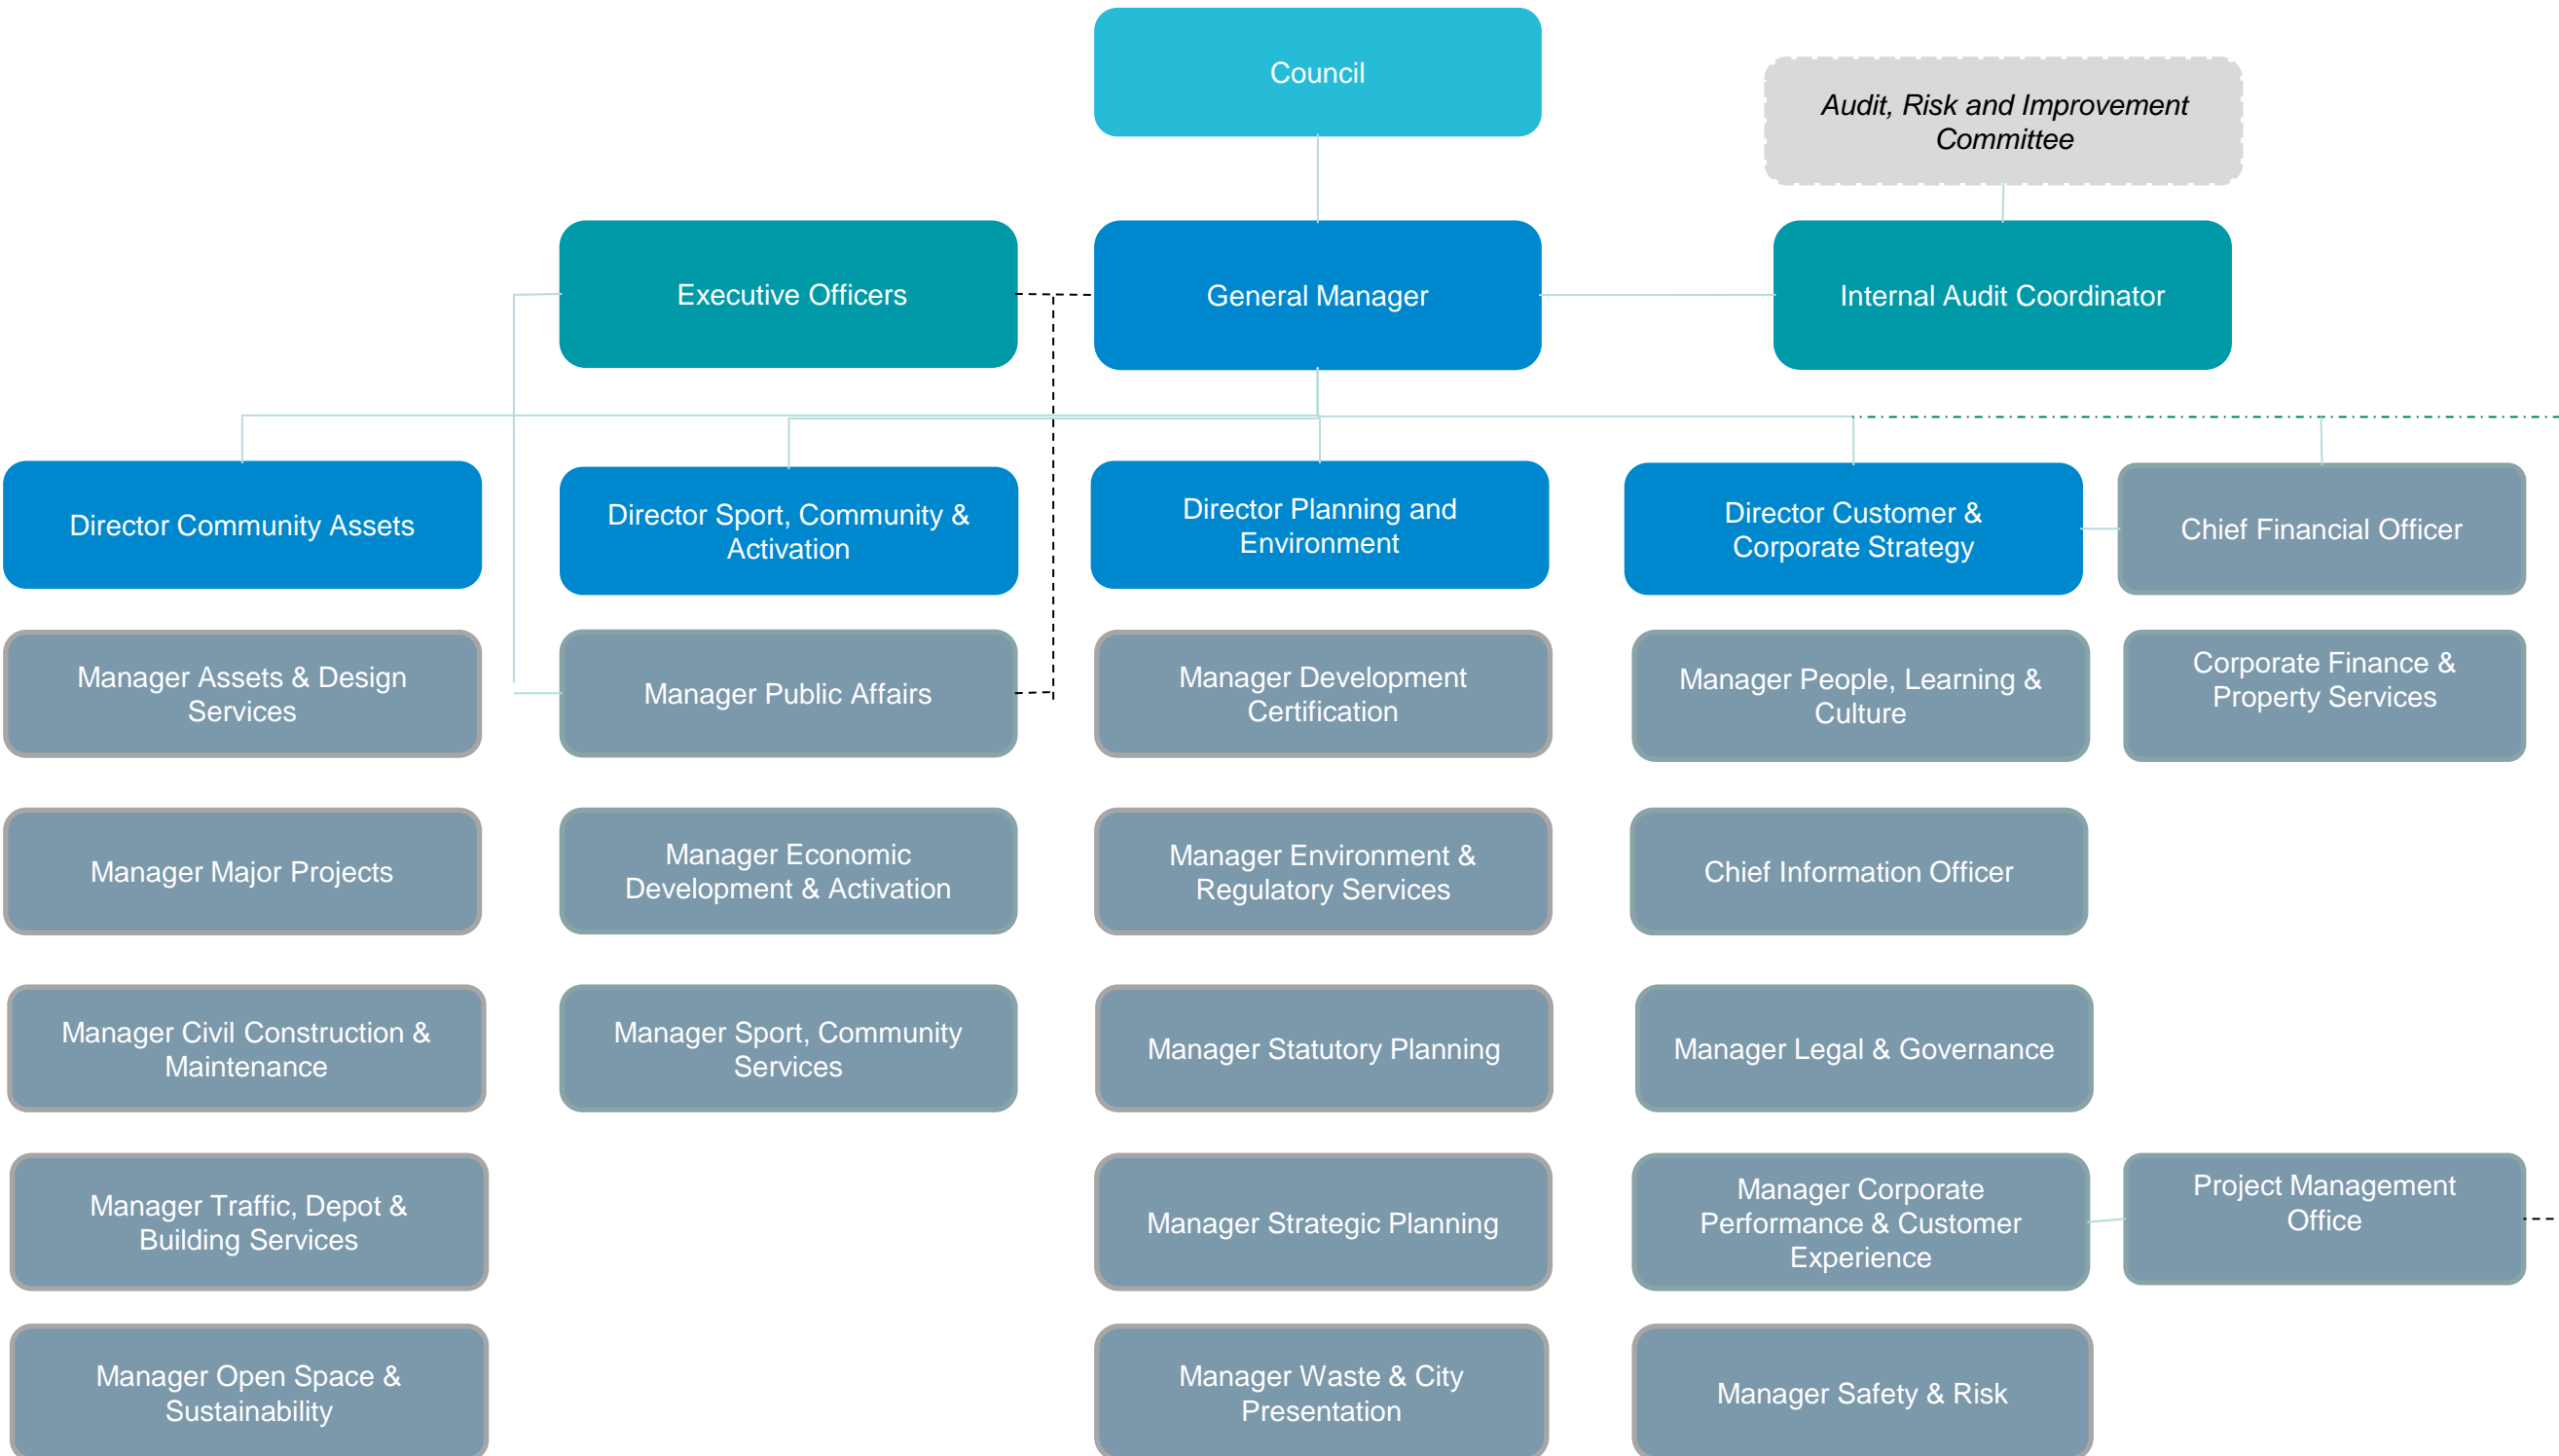 Council
Audit, Risk and Improvement
Committee
Executive Officers
General Manager
Internal Audit Coordinator
Director Community Assets
Director Sport, Community &
Activation
Director Planning and
Environment
Director Customer &
Corporate Strategy
Chief Financial Officer
Manager Assets & Design
Services
Manager Public Affairs
Manager Development
Certification
Manager People, Learning &
Culture
Corporate Finance &
Property Services
Manager Major Projects
Manager Economic
Development & Activation
Manager Environment &
Regulatory Services
Chief Information Officer
Manager Civil Construction &
Maintenance
Manager Sport, Community
Services
Manager Statutory Planning
Manager Legal & Governance
Manager Traffic, Depot &
Building Services
Manager Strategic Planning
Manager Corporate
Performance & Customer
Experience
Project Management
Office
Manager Open Space &
Sustainability
Manager Waste & City
Presentation
Manager Safety & Risk